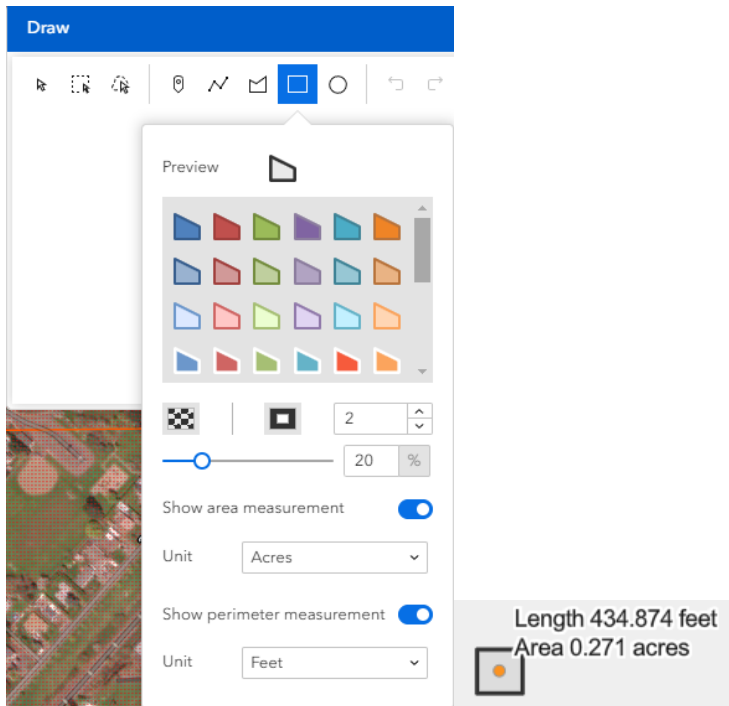 Draw
Preview
2
20 %
Show area measurement
Unit Acres
Show perimeter measurement
Unit Feet
Length 434.874 feet
Area 0.271 acres